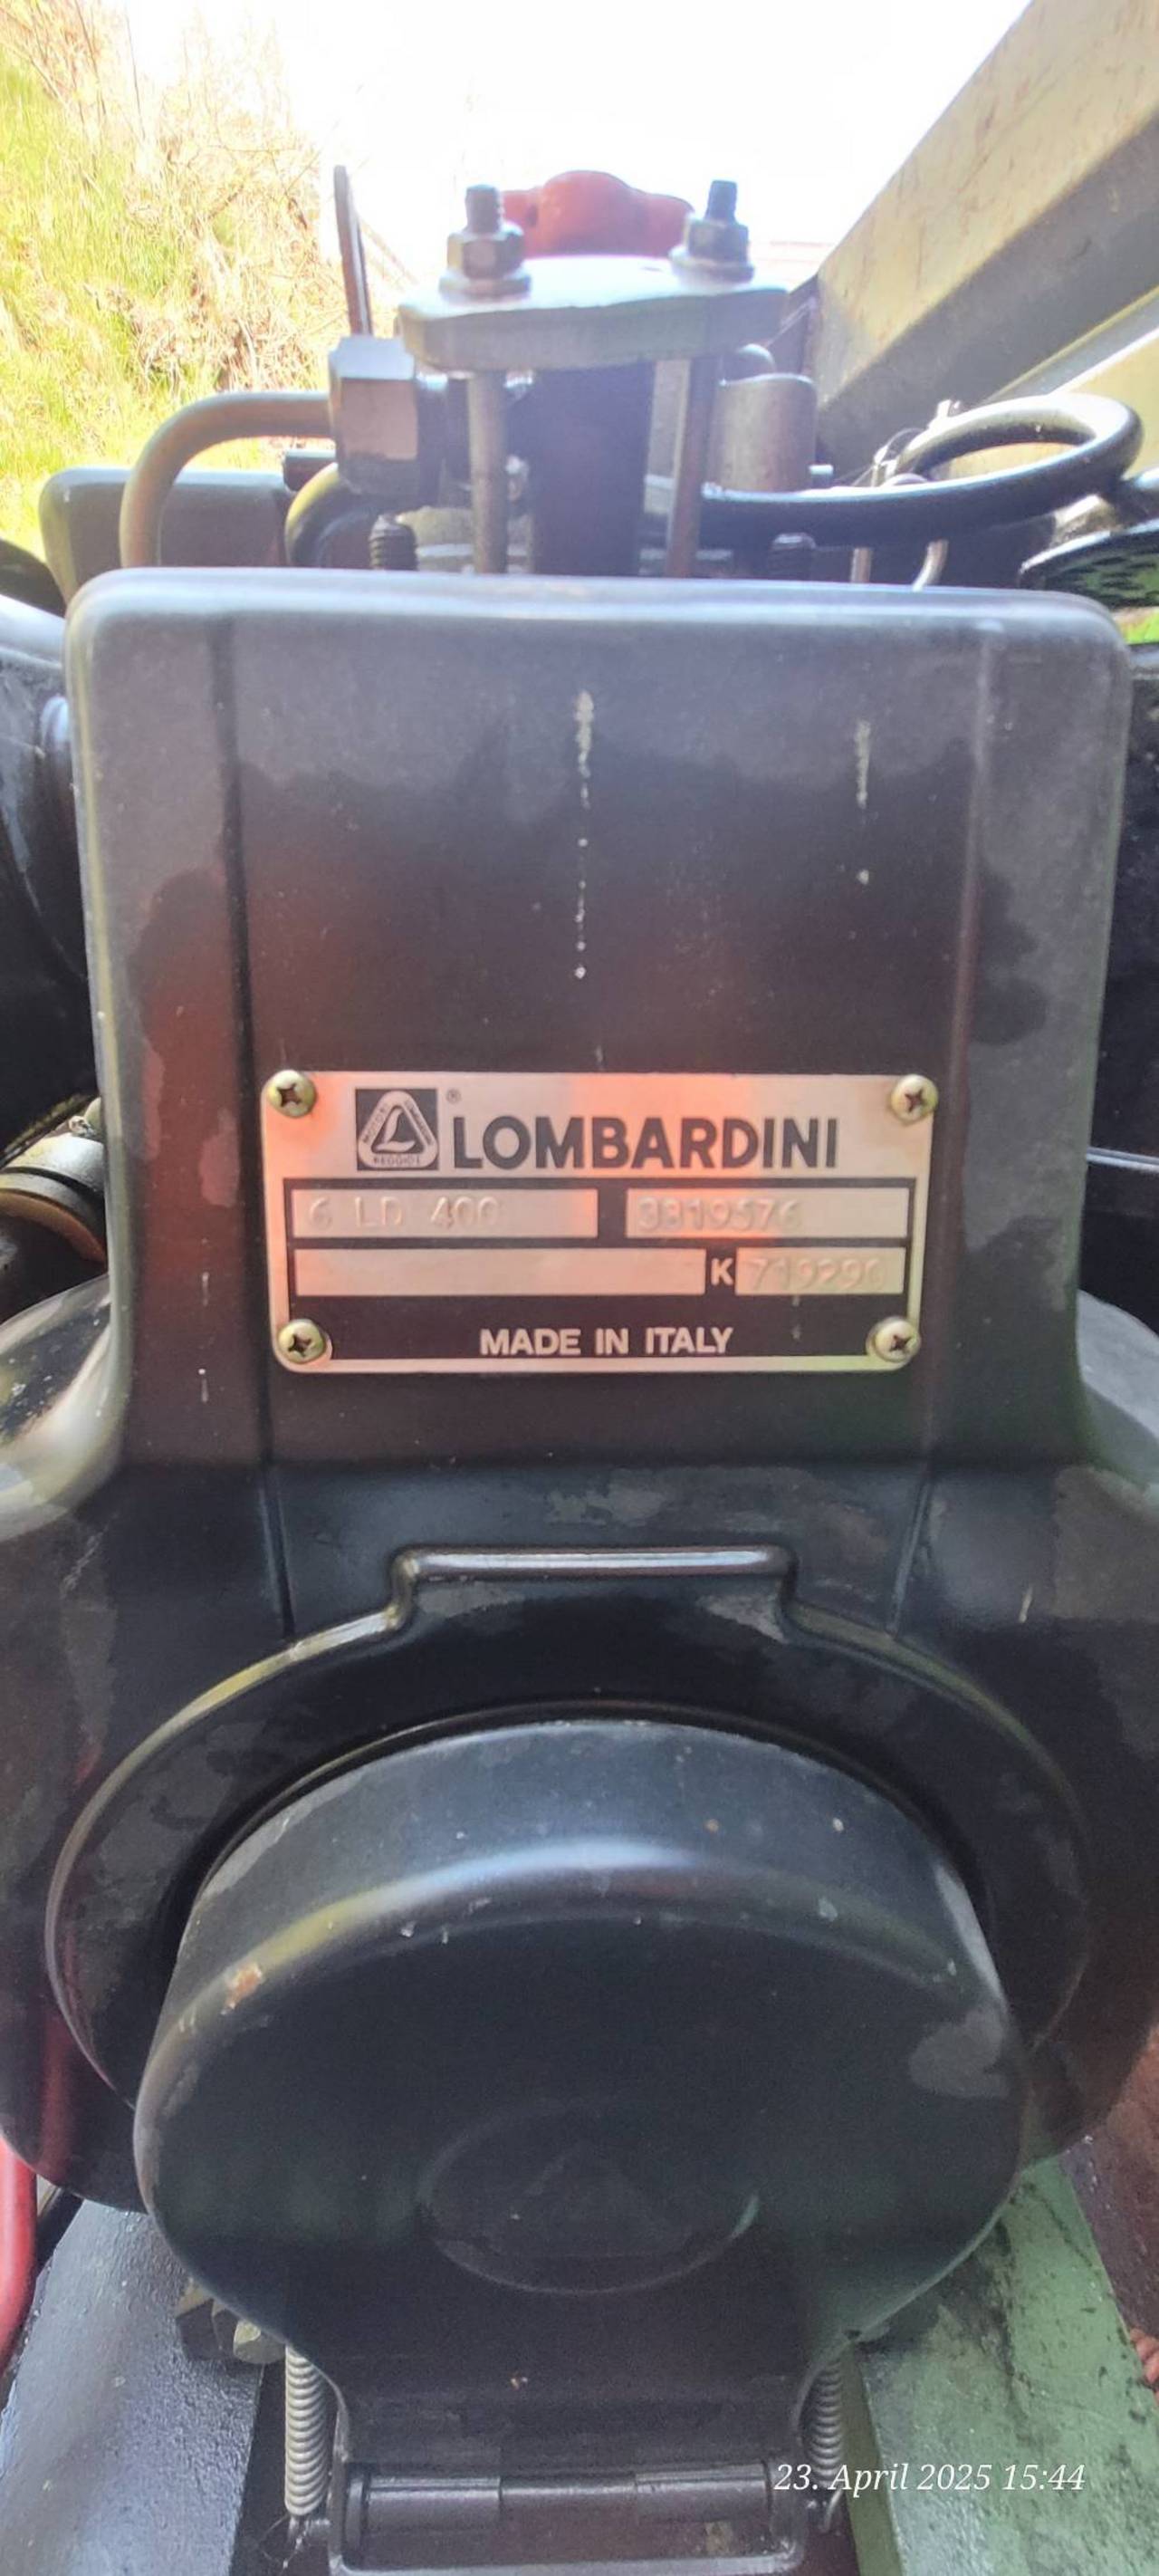 ® LOMBARDINI
6 LD 400 3319576
K 719290
MADE IN ITALY
23. April 2025 15:44